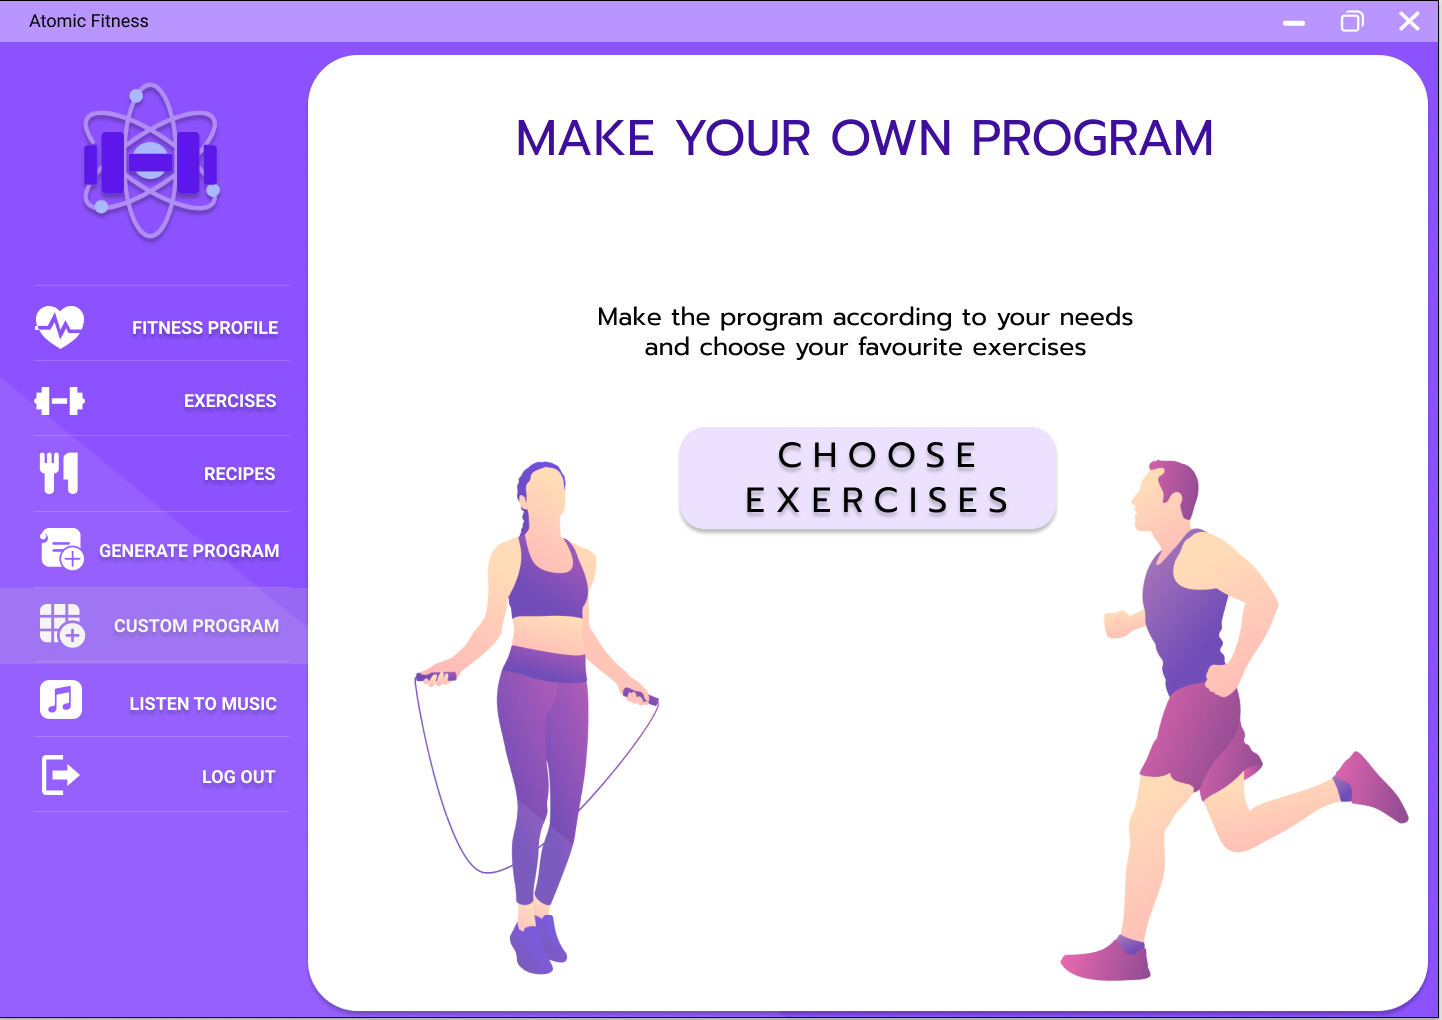 Atomic Fitness
MAKE YOUR OWN PROGRAM
FITNESS PROFILE
EXERCISES
RECIPES
GENERATE PROGRAM
CUSTOM PROGRAM
LISTEN TO MUSIC
LOG OUT
Make the program according to your needs
and choose your favourite exercises
CHOOSE
EXERCISES